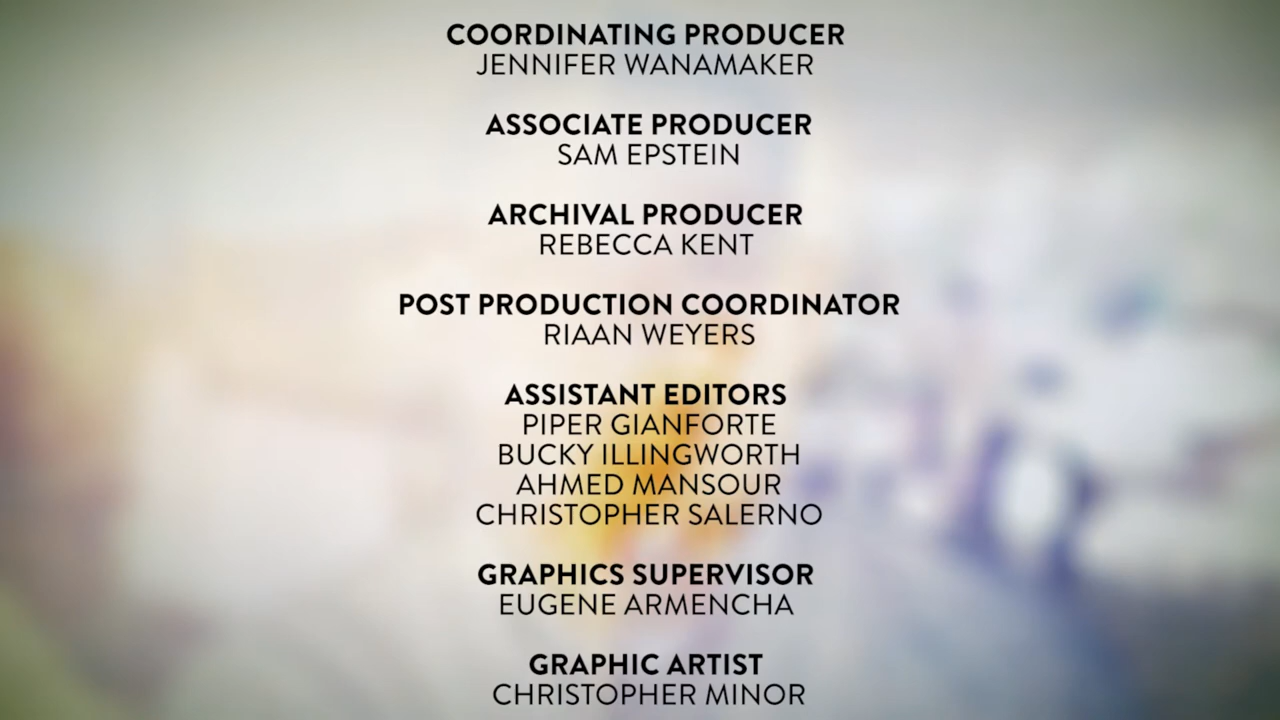 COORDINATING PRODUCER
JENNIFER WANAMAKER
ASSOCIATE PRODUCER
SAM EPSTEIN
ARCHIVAL PRODUCER
REBECCA KENT
POST PRODUCTION COORDINATOR
RIAAN WEYERS
ASSISTANT EDITORS
PIPER GIANFORTE
BUCKY ILLINGWORTH
AHMED MANSOUR
CHRISTOPHER SALERNO
GRAPHICS SUPERVISOR
EUGENE ARMENCHA
GRAPHIC ARTIST
CHRISTOPHER MINOR